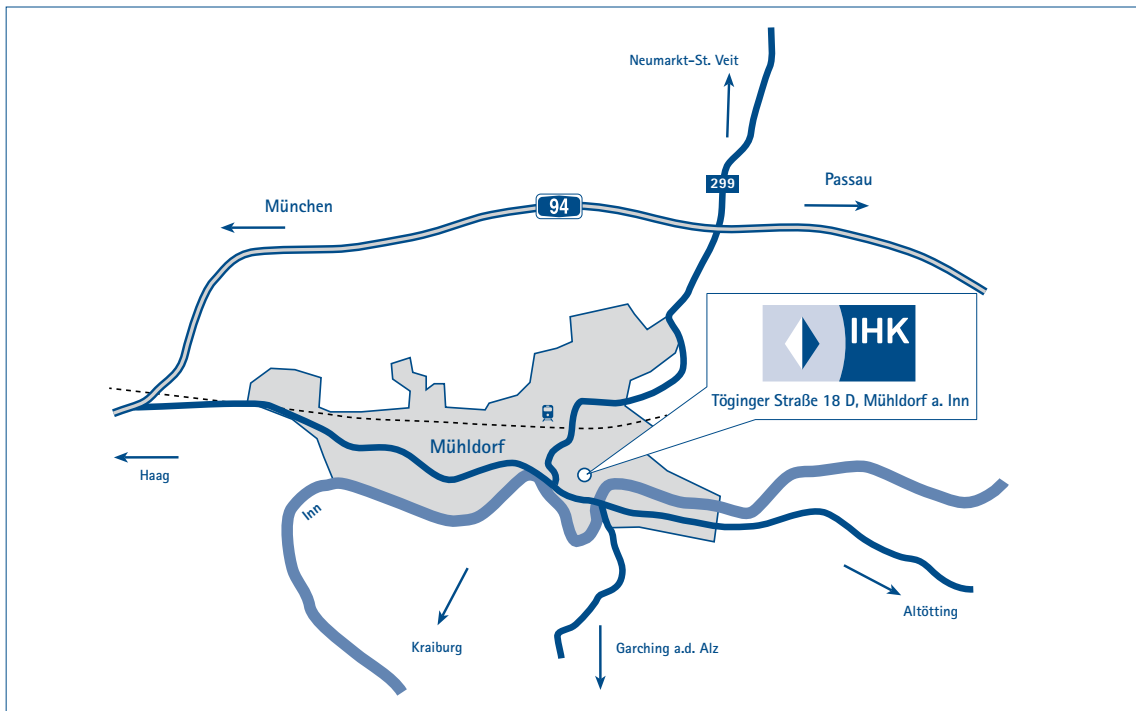 Neumarkt-St. Veit
299
Passau
94
München
IHK
Töginger Straße 18 D, Mühldorf a. Inn
Mühldorf
Haag
Inn
Altötting
Kraiburg
Garching a.d. Alz